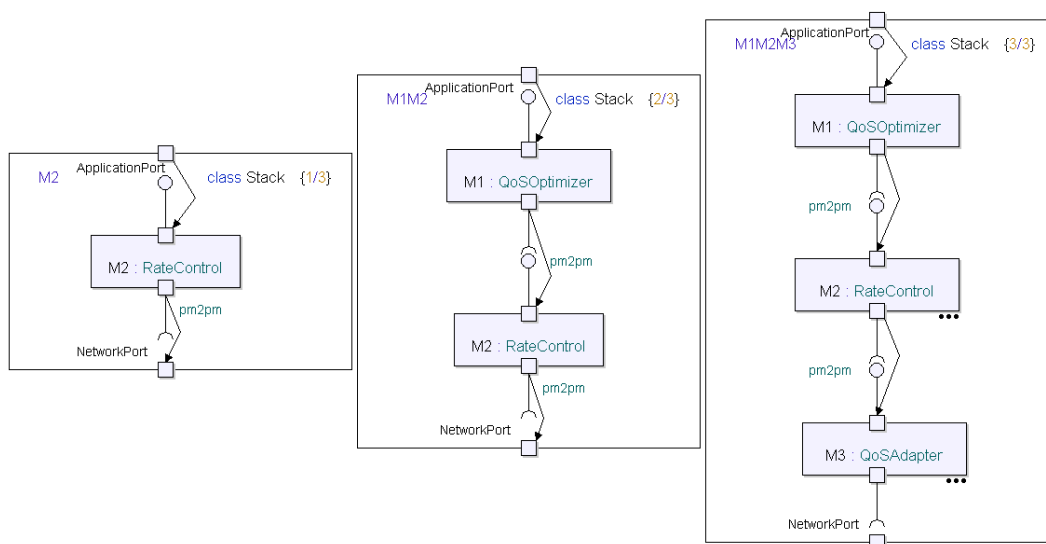 M2
ApplicationPort
class Stack {1/3}
M2 : RateControl
pm2pm
NetworkPort
M1M2
ApplicationPort
class Stack {2/3}
M1 : QoSOptimizer
pm2pm
M2 : RateControl
pm2pm
NetworkPort
ApplicationPort
M1M2M3
class Stack {3/3}
M1 : QoSOptimizer
pm2pm
M2 : RateControl
pm2pm
M3 : QoSAdapter
NetworkPort